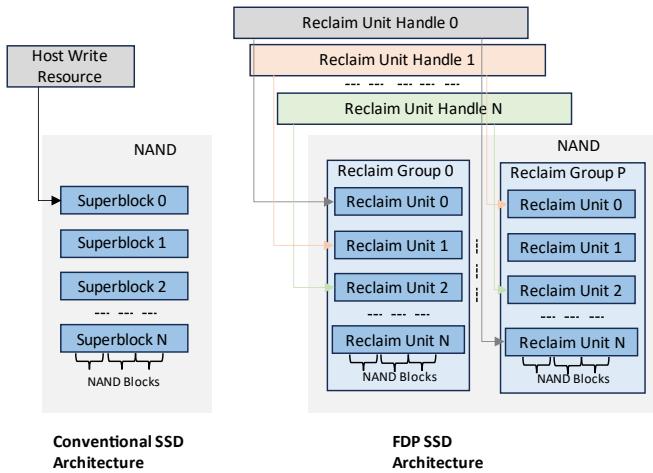 Reclaim Unit Handle 0
Host Write
Resource
Reclaim Unit Handle 1
Reclaim Unit Handle N
NAND
Superblock 0
Superblock 1
Superblock 2
Superblock N
NAND Blocks
NAND
Reclaim Group 0
Reclaim Unit 0
Reclaim Unit 1
Reclaim Unit 2
Reclaim Unit N
NAND Blocks
Reclaim Group P
Reclaim Unit 0
Reclaim Unit 1
Reclaim Unit 2
Reclaim Unit N
NAND Blocks
Conventional SSD
Architecture
FDP SSD
Architecture